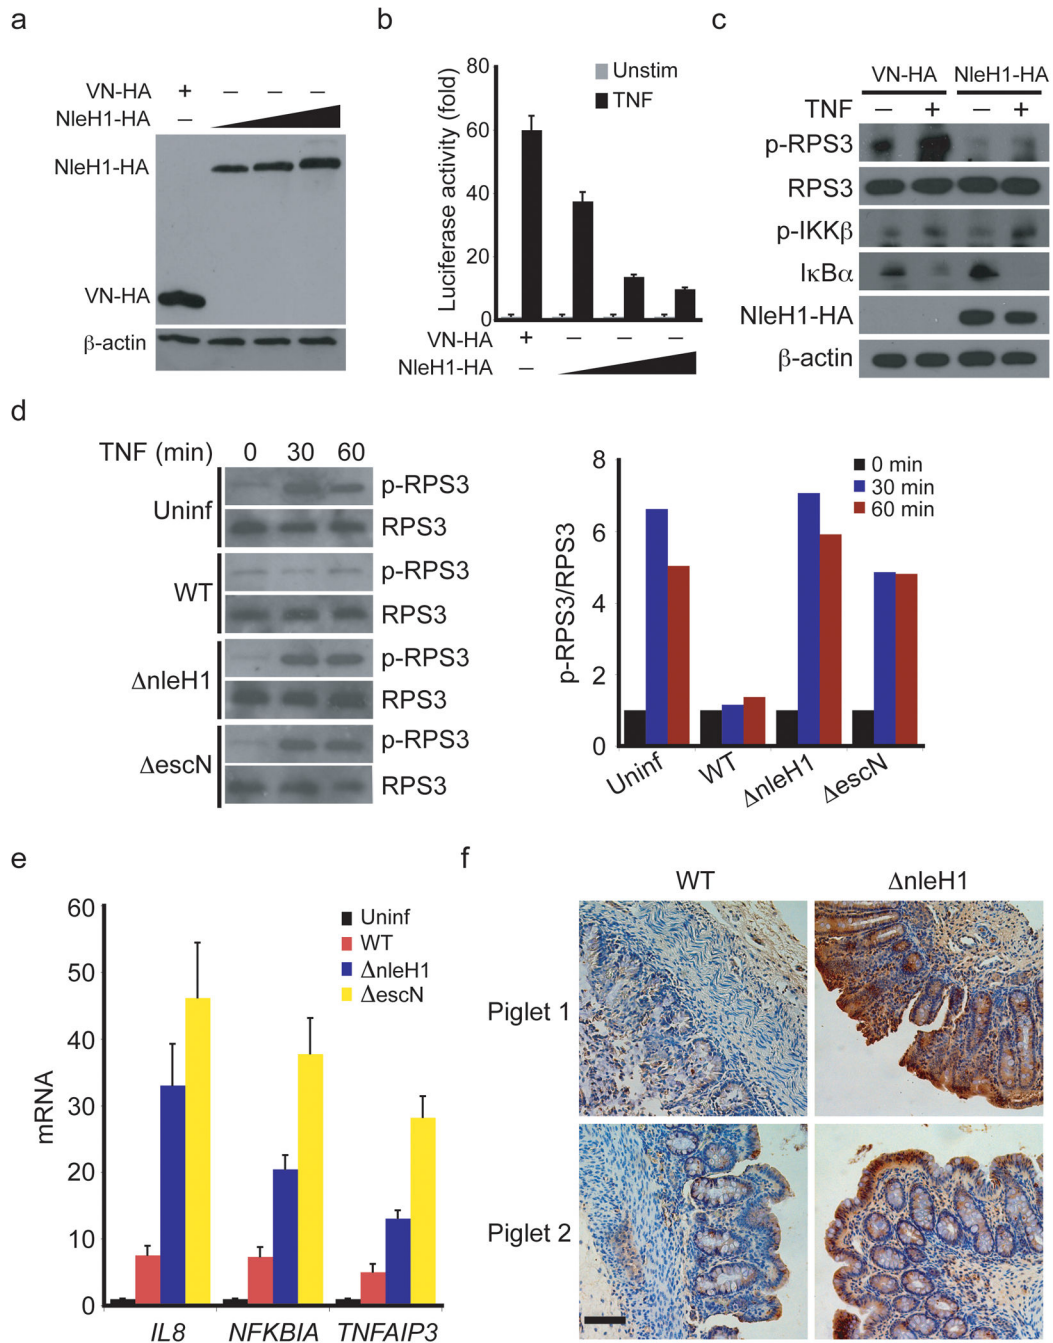 a
VN-HA + – – –
NleH1-HA –
NleH1-HA
VN-HA
β-actin
b
Luciferase activity (fold)
80
60
40
20
0
Unstim
TNF
VN-HA + – – –
NleH1-HA –
c
VN-HA NleH1-HA
TNF – + – +
p-RPS3
RPS3
p-IKKβ
IκBα
NleH1-HA
β-actin
d
TNF (min) 0 30 60
Uninf
p-RPS3
RPS3
WT
p-RPS3
RPS3
ΔnleH1
p-RPS3
RPS3
ΔescN
p-RPS3
RPS3
p-RPS3/RPS3
8
6
4
2
0
0 min
30 min
60 min
Uninf WT ΔnleH1 ΔescN
e
mRNA
60
50
40
30
20
10
0
Uninf
WT
ΔnleH1
ΔescN
IL8 NFKBIA TNFAIP3
f
WT ΔnleH1
Piglet 1
Piglet 2